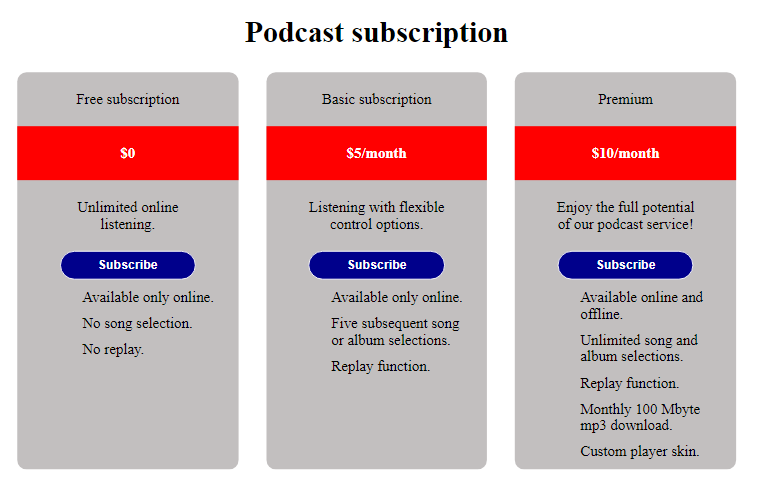 Podcast subscription
Free subscription
$0
Unlimited online
listening.
Subscribe
Available only online.
No song selection.
No replay.
Basic subscription
$5/month
Listening with flexible
control options.
Subscribe
Available only online.
Five subsequent song
or album selections.
Replay function.
Premium
$10/month
Enjoy the full potential
of our podcast service!
Subscribe
Available online and
offline.
Unlimited song and
album selections.
Replay function.
Monthly 100 Mbyte
mp3 download.
Custom player skin.